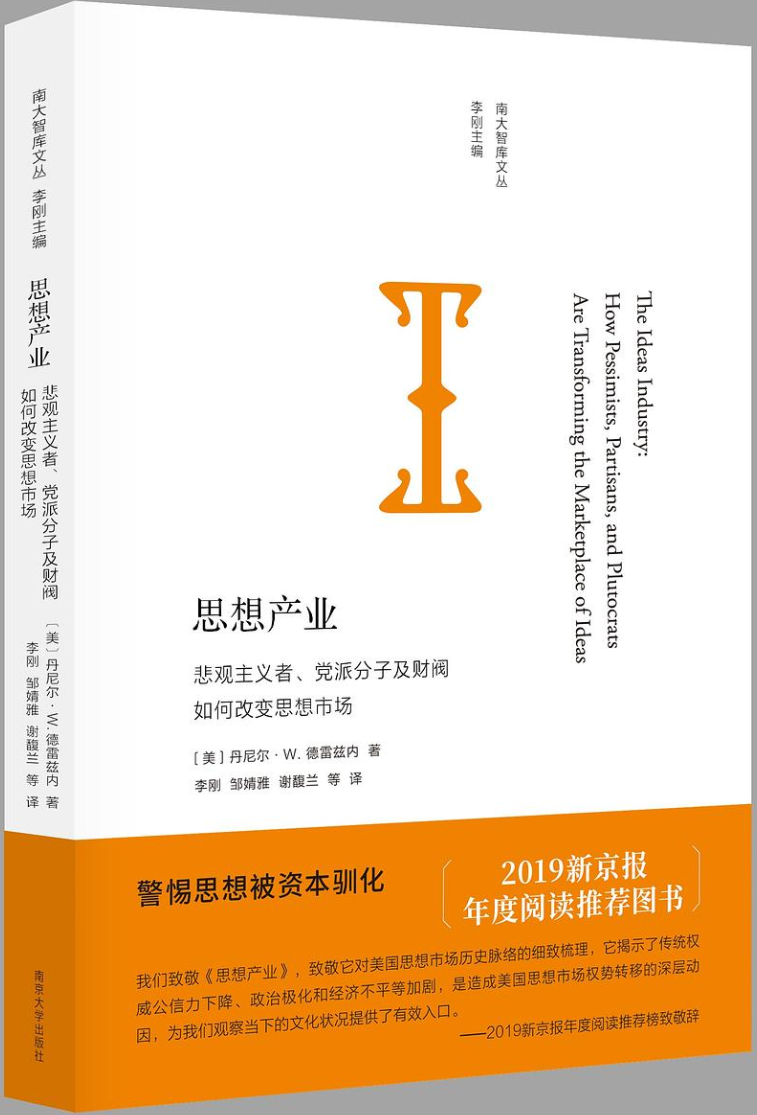 南大智库文丛 李刚主编
思想产业
悲观主义者、党派分子及财阀
如何改变思想市场
〔美〕丹尼尔·W.德雷兹内 著
李刚 邹婧雅 谢馥兰 等 译
南京大学出版社
南大智库文丛
李刚主编
I
The Ideas Industry:
How Pessimists, Partisans, and Plutocrats
Are Transforming the Marketplace of Ideas
思想产业
悲观主义者、党派分子及财阀
如何改变思想市场
[美] 丹尼尔·W. 德雷兹内 著
李刚 邹婧雅 谢馥兰 等 译
警惕思想被资本驯化
2019新京报
年度阅读推荐图书
我们致敬《思想产业》，致敬它对美国思想市场历史脉络的细致梳理，它揭示了传统权
威公信力下降、政治极化和经济不平等加剧，是造成美国思想市场权势转移的深层动
因，为我们观察当下的文化状况提供了有效入口。
——2019新京报年度阅读推荐榜致敬辞